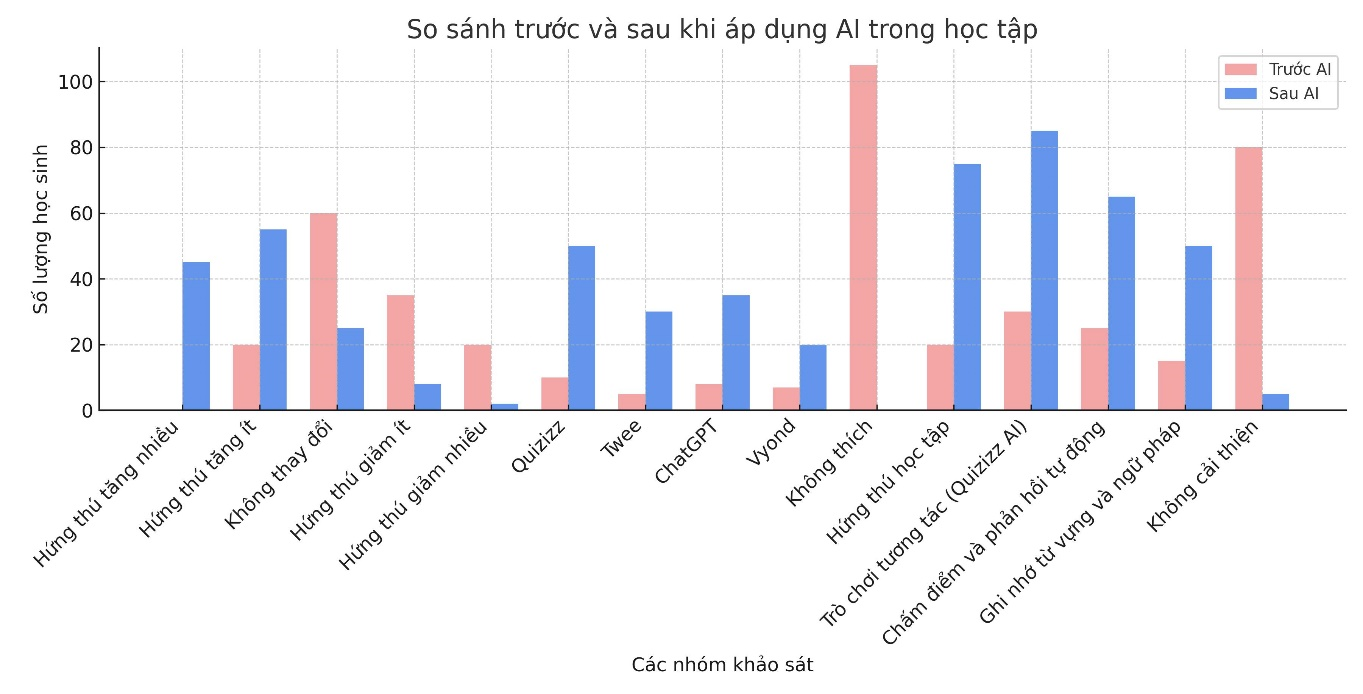 So sánh trước và sau khi áp dụng AI trong học tập
Trước AI
Sau AI
Số lượng học sinh
100
80
60
40
20
0
Hứng thú tăng nhiều
Hứng thú tăng ít
Không thay đổi
Hứng thú giảm ít
Hứng thú giảm nhiều
Quizizz
Twee
ChatGPT
Vyond
Không thích
Hứng thú học tập
Trò chơi tương tác (Quizizz AI)
Chấm điểm và phản hồi tự động
Ghi nhớ từ vựng và ngữ pháp
Không cải thiện
Các nhóm khảo sát